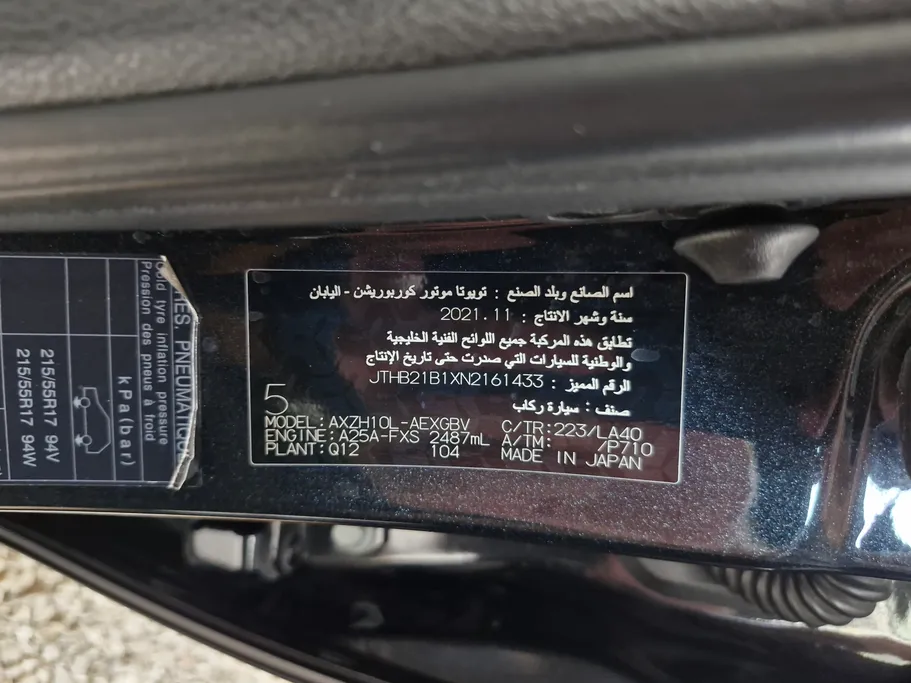 اسم الصانع وبلد الصنع : تويوتا موتور كوربوريشن - اليابان
سنة وشهر الانتاج : 2021.11
تطابق هذه المركبة جميع اللوائح الفنية الخليجية
والوطنية للسيارات التي صدرت حتى تاريخ الإنتاج
الرقم المميز : JTHB21B1XN2161433
صنف : سيارة ركاب
5
MODEL:AXZH10L-AEXGBV C/TR:223/LA40
ENGINE:A25A-FXS 2487mL A/TM: /P710
PLANT:Q12 104 MADE IN JAPAN
PNEUMATIQUE
Cold tyre inflation pressure
Pression des pneus à froid
kPa(bar)
215/55R17 94V
215/55R17 94W